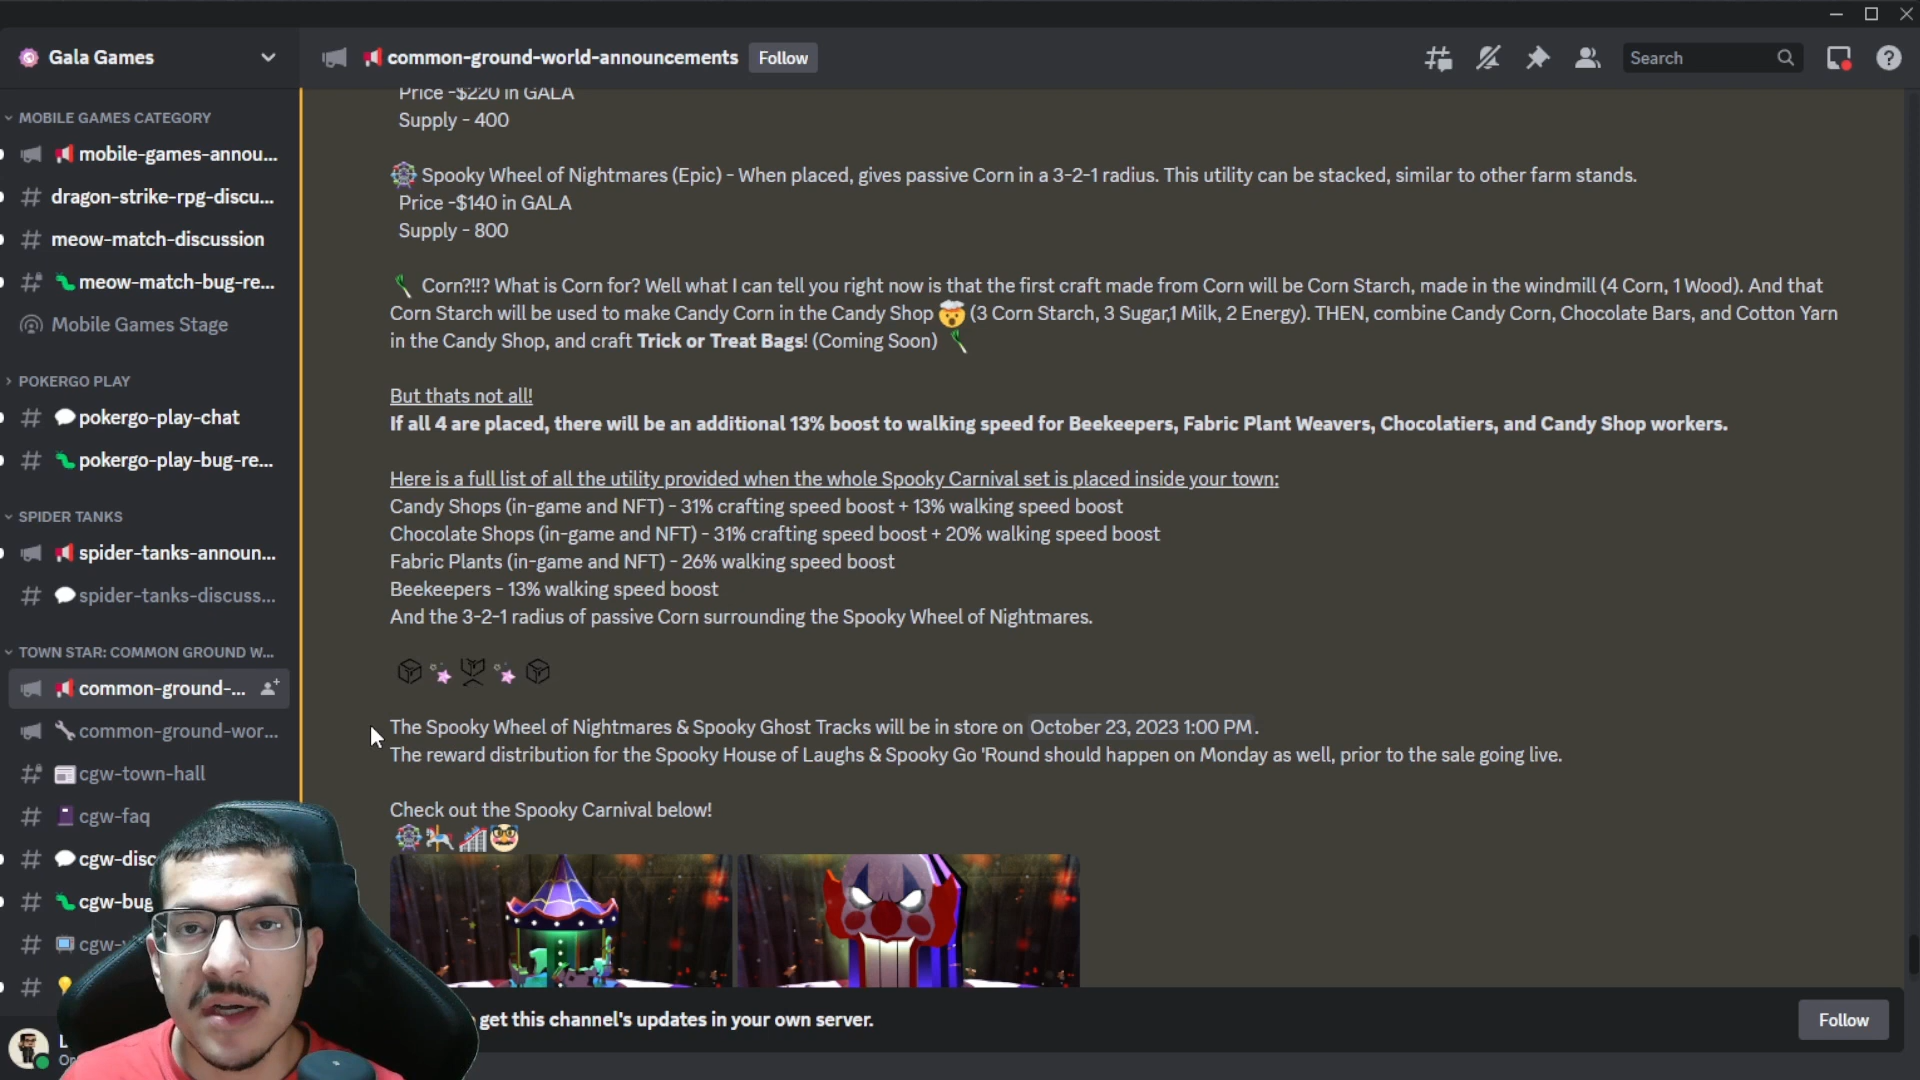 Gala Games
common-ground-world-announcements
Follow
Search
MOBILE GAMES CATEGORY
mobile-games-annou...
dragon-strike-rpg-discu...
meow-match-discussion
meow-match-bug-re...
Mobile Games Stage
POKERGO PLAY
pokergo-play-chat
pokergo-play-bug-re...
SPIDER TANKS
spider-tanks-announ...
spider-tanks-discuss...
TOWN STAR: COMMON GROUND W...
common-ground-...
common-ground-wor...
cgw-town-hall
cgw-faq
cgw-disc
cgw-bug
cgw-
Price -$220 in GALA
Supply - 400
Spooky Wheel of Nightmares (Epic) - When placed, gives passive Corn in a 3-2-1 radius. This utility can be stacked, similar to other farm stands.
Price -$140 in GALA
Supply - 800
Corn?!!? What is Corn for? Well what I can tell you right now is that the first craft made from Corn will be Corn Starch, made in the windmill (4 Corn, 1 Wood). And that
Corn Starch will be used to make Candy Corn in the Candy Shop 🤯 (3 Corn Starch, 3 Sugar,1 Milk, 2 Energy). THEN, combine Candy Corn, Chocolate Bars, and Cotton Yarn
in the Candy Shop, and craft Trick or Treat Bags! (Coming Soon)
But thats not all!
If all 4 are placed, there will be an additional 13% boost to walking speed for Beekeepers, Fabric Plant Weavers, Chocolatiers, and Candy Shop workers.
Here is a full list of all the utility provided when the whole Spooky Carnival set is placed inside your town:
Candy Shops (in-game and NFT) - 31% crafting speed boost + 13% walking speed boost
Chocolate Shops (in-game and NFT) - 31% crafting speed boost + 20% walking speed boost
Fabric Plants (in-game and NFT) - 26% walking speed boost
Beekeepers - 13% walking speed boost
And the 3-2-1 radius of passive Corn surrounding the Spooky Wheel of Nightmares.
The Spooky Wheel of Nightmares & Spooky Ghost Tracks will be in store on October 23, 2023 1:00 PM.
The reward distribution for the Spooky House of Laughs & Spooky Go 'Round should happen on Monday as well, prior to the sale going live.
Check out the Spooky Carnival below!
get this channel's updates in your own server.
Follow